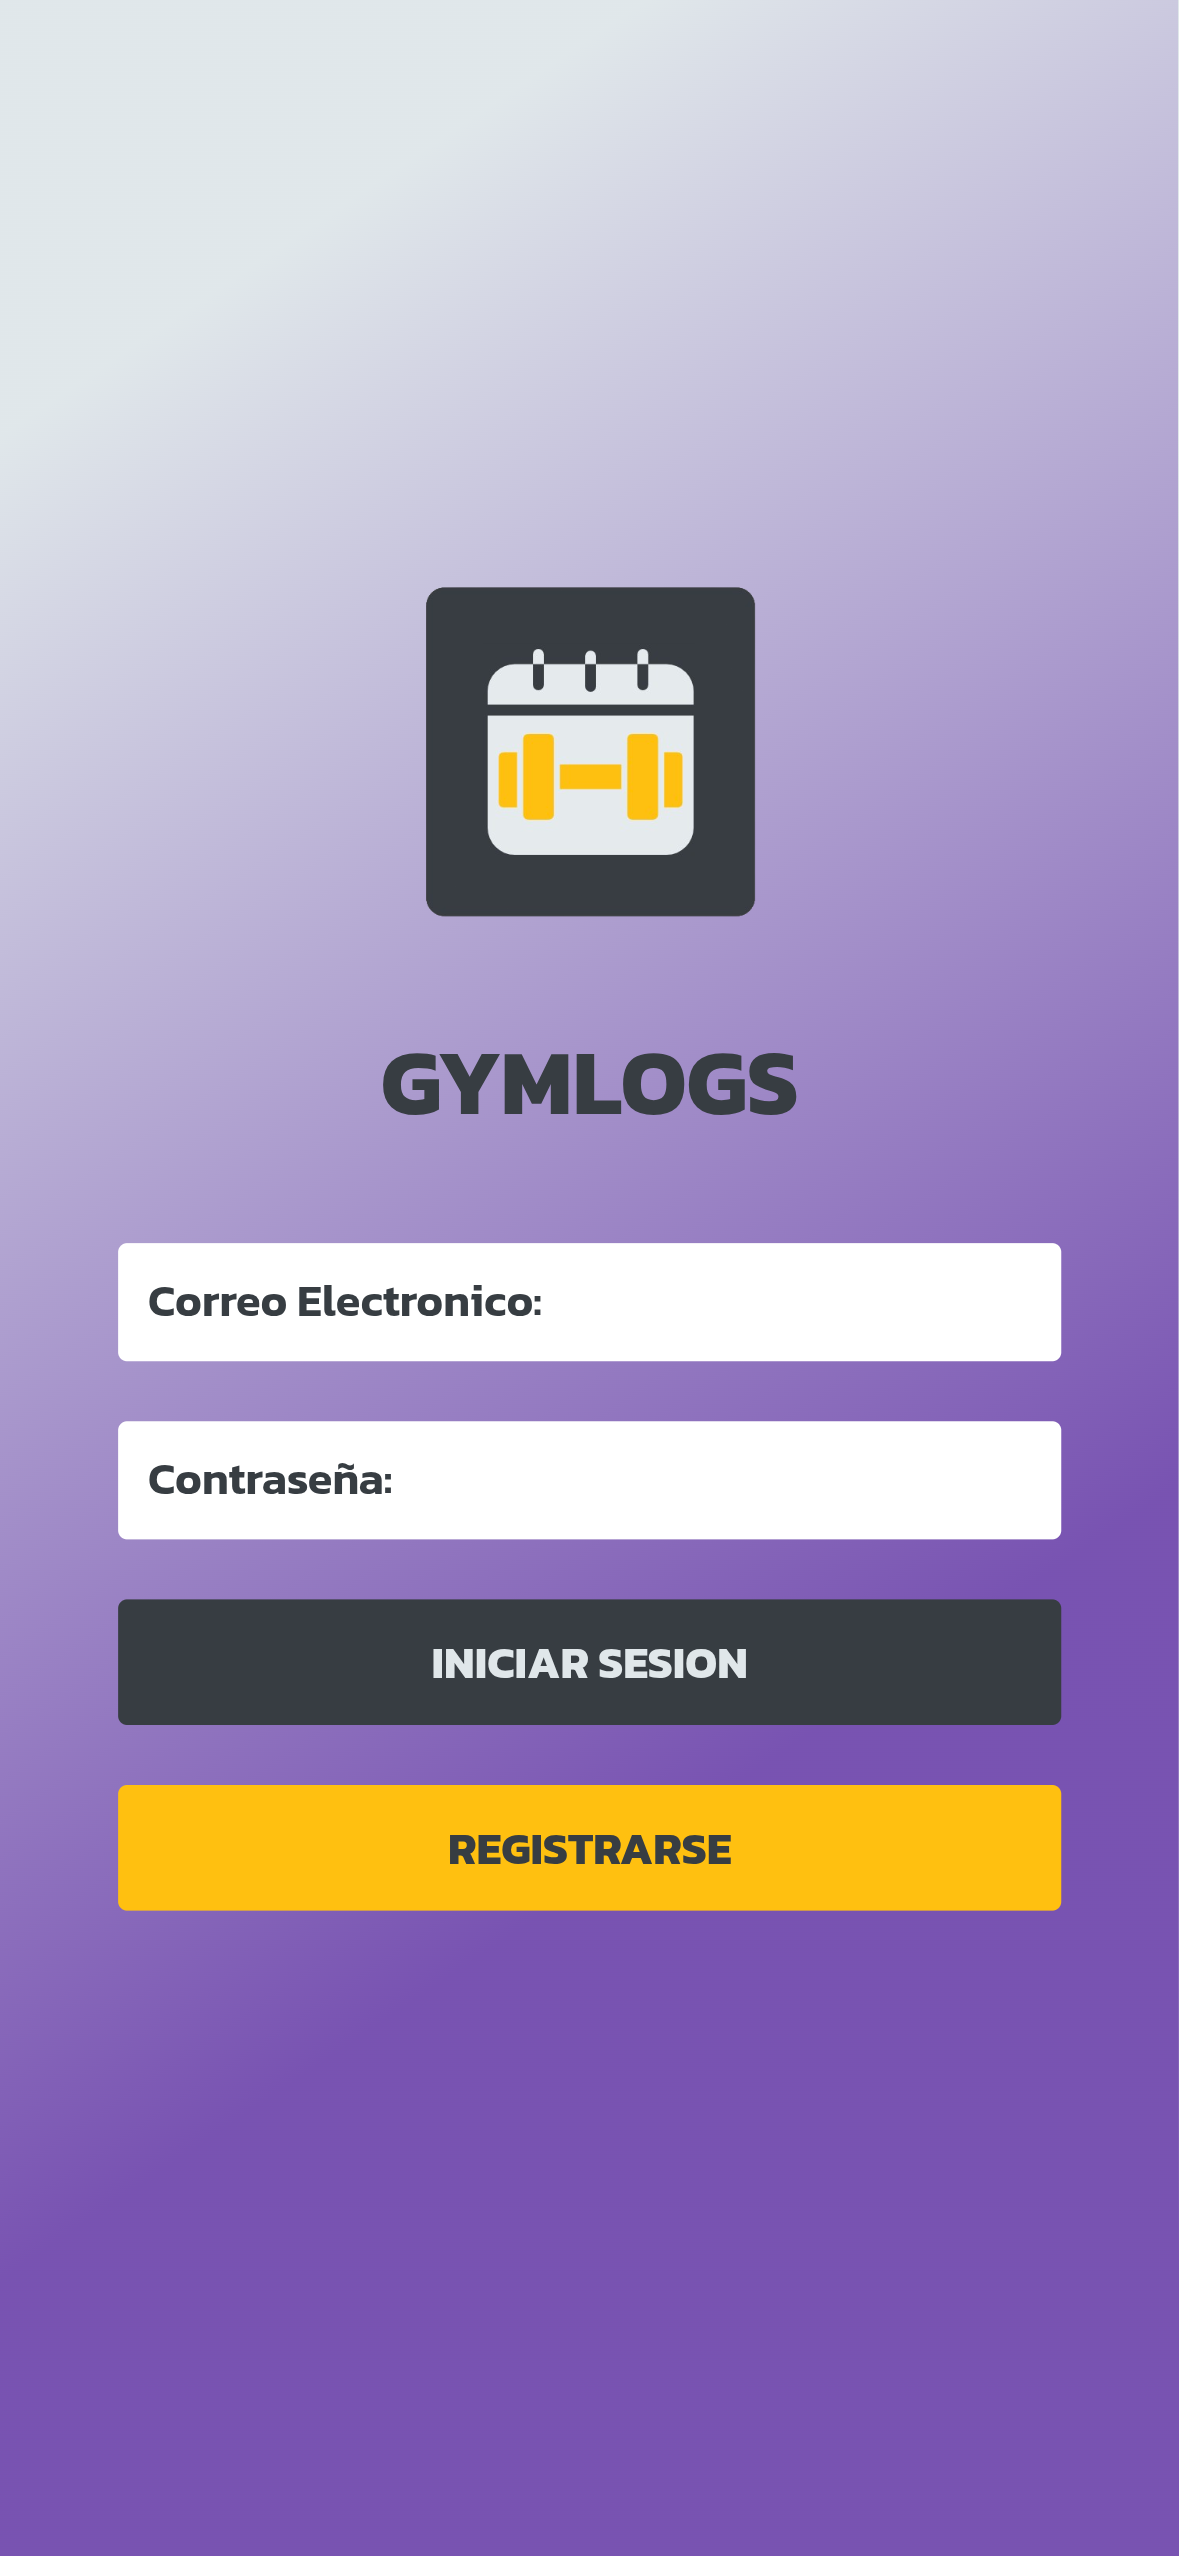 GYMLOGS
Correo Electronico:
Contraseña:
INICIAR SESION
REGISTRARSE